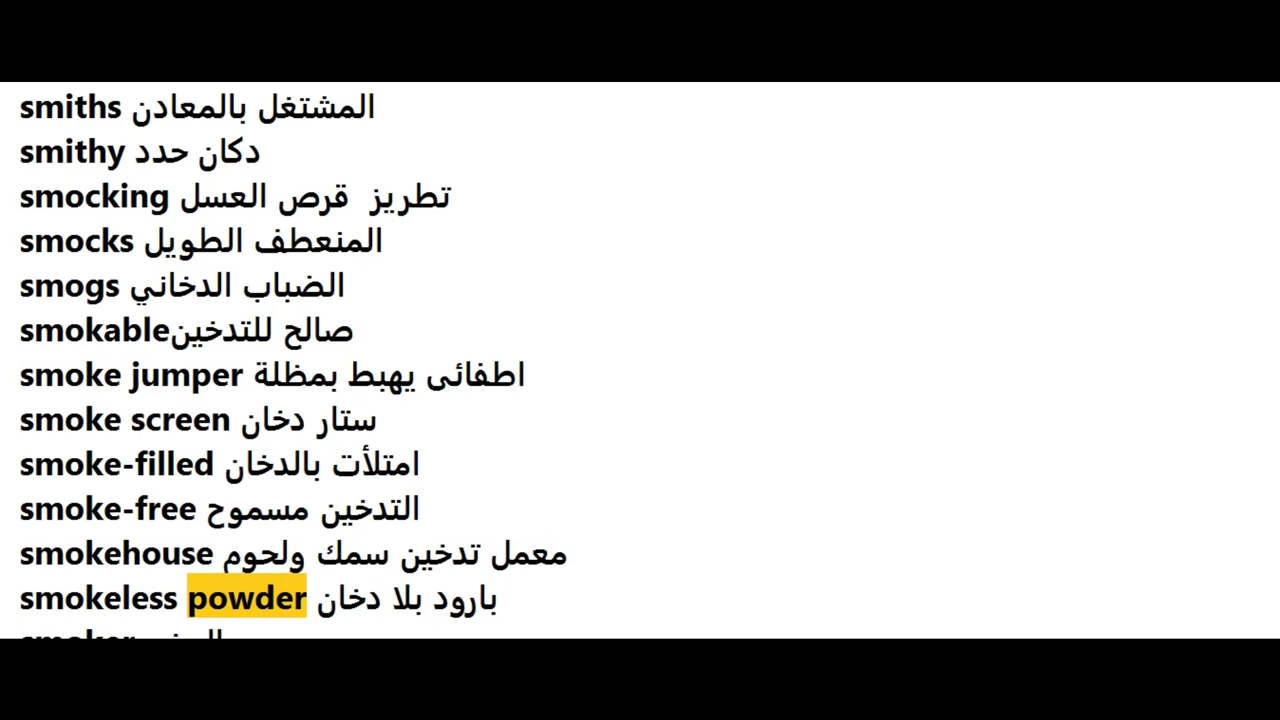 smiths المشتغل بالمعادن
smithy دكان حدد
smocking تطريز  قرص العسل
smocks المنعطف الطويل
smogs الضباب الدخاني
smokableصالح للتدخين
smoke jumper اطفائى يهبط بمظلة
smoke screen ستار دخان
smoke-filled امتلأت بالدخان
smoke-free التدخين مسموح
smokehouse معمل تدخين سمك ولحوم
smokeless powder بارود بلا دخان
smoker